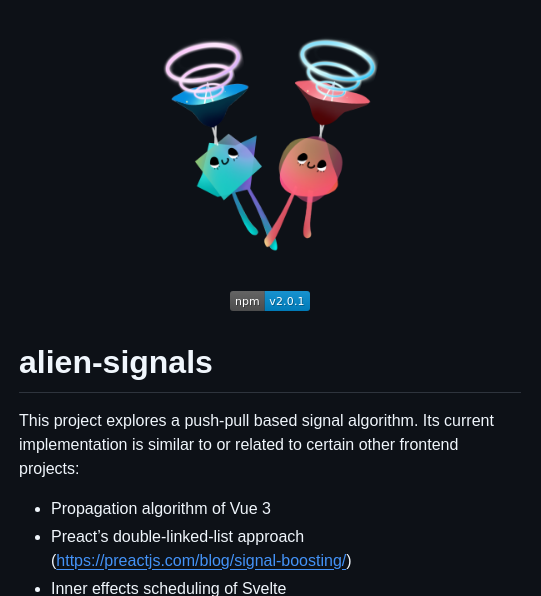 npm v2.0.1
alien-signals
This project explores a push-pull based signal algorithm. Its current
implementation is similar to or related to certain other frontend
projects:
• Propagation algorithm of Vue 3
• Preact’s double-linked-list approach
(https://preactjs.com/blog/signal-boosting/)
• Inner effects scheduling of Svelte